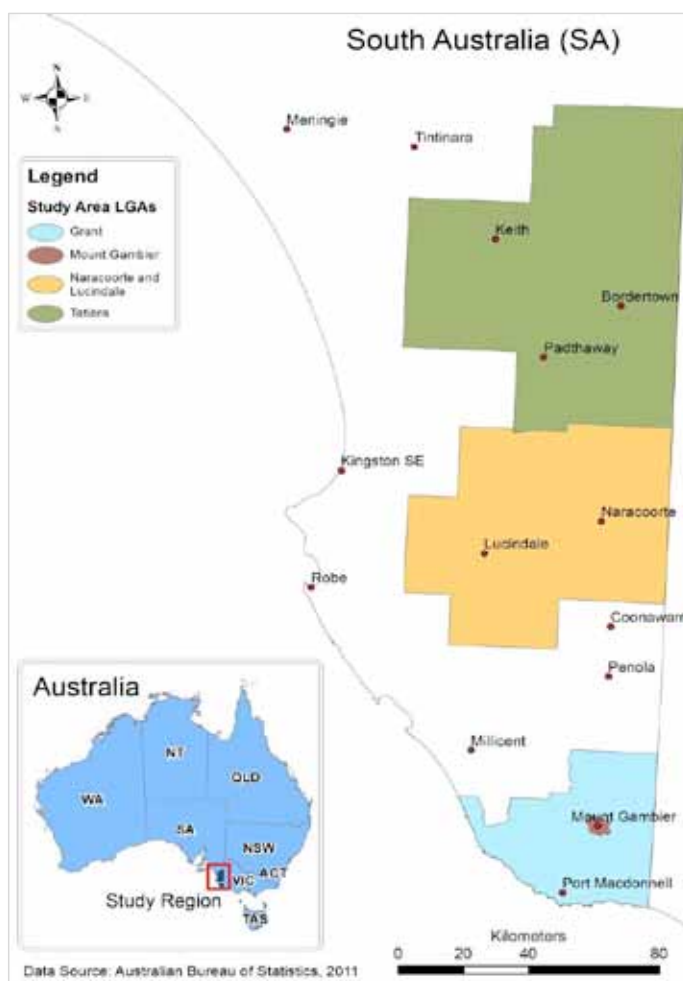 South Australia (SA)
N
W
E
S
Meningie
Tintinara
Legend
Study Area LGAs
Grant
Mount Gambier
Naracoorte and
Lucindale
Tatiara
Keith
Bordertown
Padthaway
Kingston SE
Naracoorte
Lucindale
Robe
Coonawarr
Penola
Australia
Millicent
NT
QLD
WA
SA
NSW
ACT
VIC
Study Region
TAS
Mount Gambier
Port Macdonnell
Kilometers
0 20 40 60 80
Data Source: Australian Bureau of Statistics, 2011